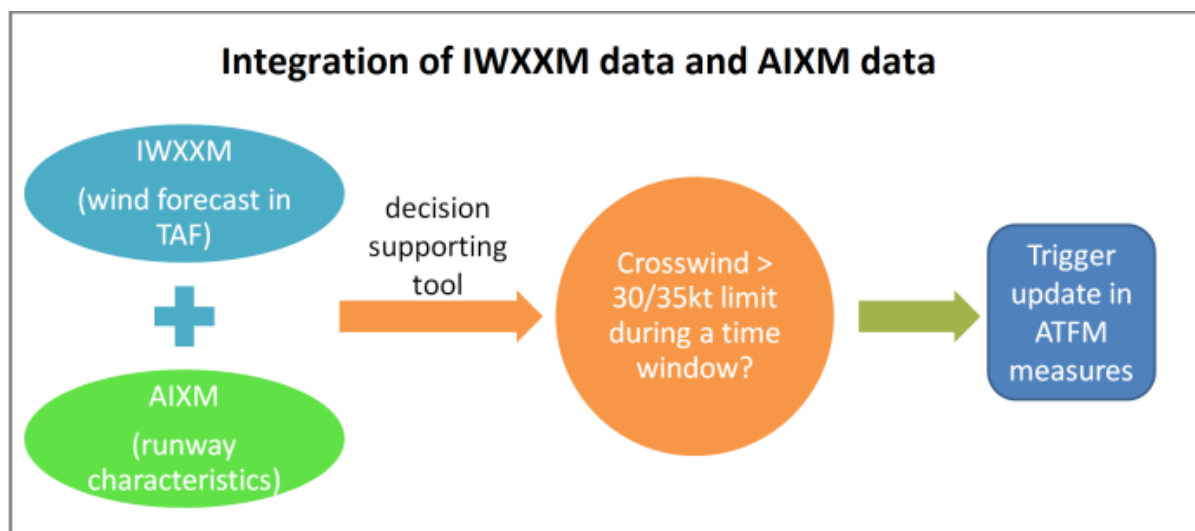 Integration of IWXXM data and AIXM data
IWXXM
(wind forecast in
TAF)
AIXM
(runway
characteristics)
decision
supporting
tool
Crosswind >
30/35kt limit
during a time
window?
Trigger
update in
ATFM
measures